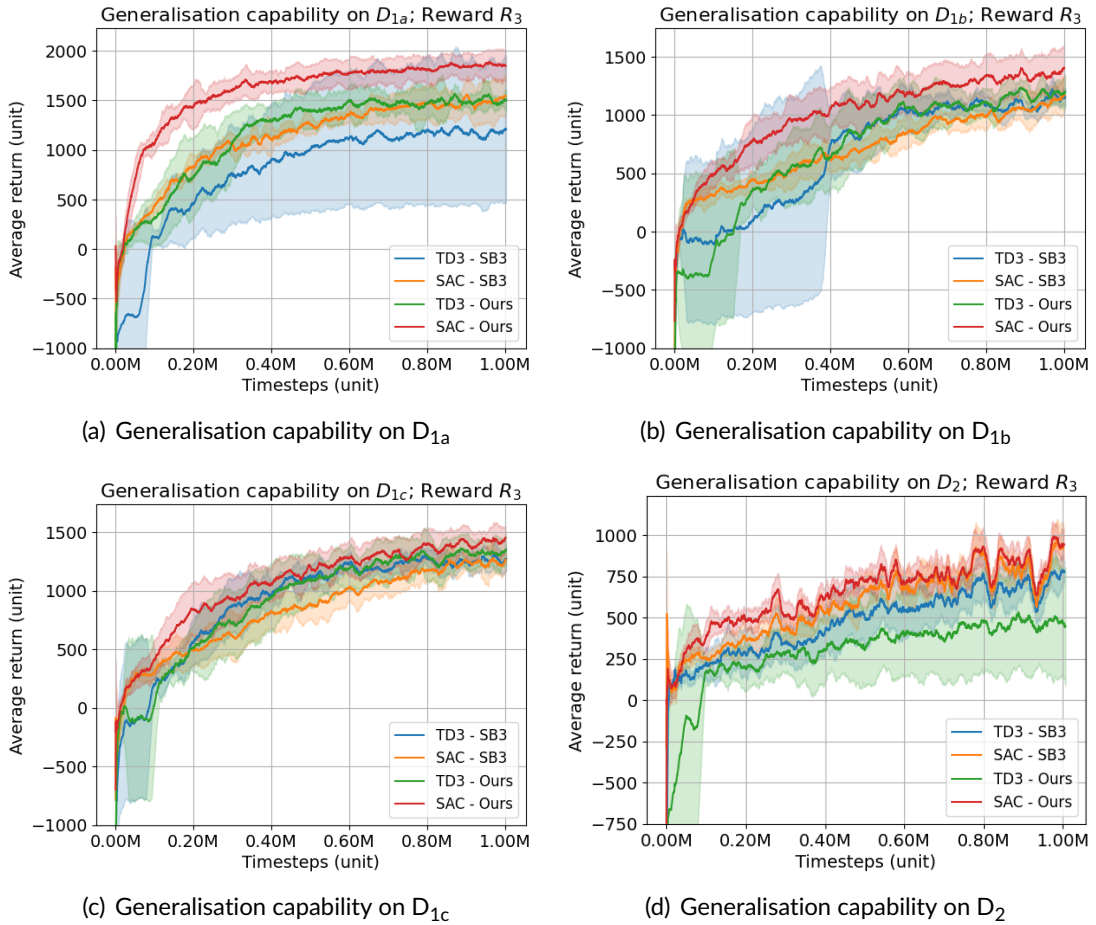 Generalisation capability on D1a; Reward R3
Average return (unit)
2000
1500
1000
500
0
−500
−1000
TD3 - SB3
SAC - SB3
TD3 - Ours
SAC - Ours
0.00M 0.20M 0.40M 0.60M 0.80M 1.00M
Timesteps (unit)
(a) Generalisation capability on D1a
Generalisation capability on D1b; Reward R3
Average return (unit)
1500
1000
500
0
−500
−1000
TD3 - SB3
SAC - SB3
TD3 - Ours
SAC - Ours
0.00M 0.20M 0.40M 0.60M 0.80M 1.00M
Timesteps (unit)
(b) Generalisation capability on D1b
Generalisation capability on D1c; Reward R3
Average return (unit)
1500
1000
500
0
−500
−1000
TD3 - SB3
SAC - SB3
TD3 - Ours
SAC - Ours
0.00M 0.20M 0.40M 0.60M 0.80M 1.00M
Timesteps (unit)
(c) Generalisation capability on D1c
Generalisation capability on D2; Reward R3
Average return (unit)
1000
750
500
250
0
−250
−500
−750
TD3 - SB3
SAC - SB3
TD3 - Ours
SAC - Ours
0.00M 0.20M 0.40M 0.60M 0.80M 1.00M
Timesteps (unit)
(d) Generalisation capability on D2